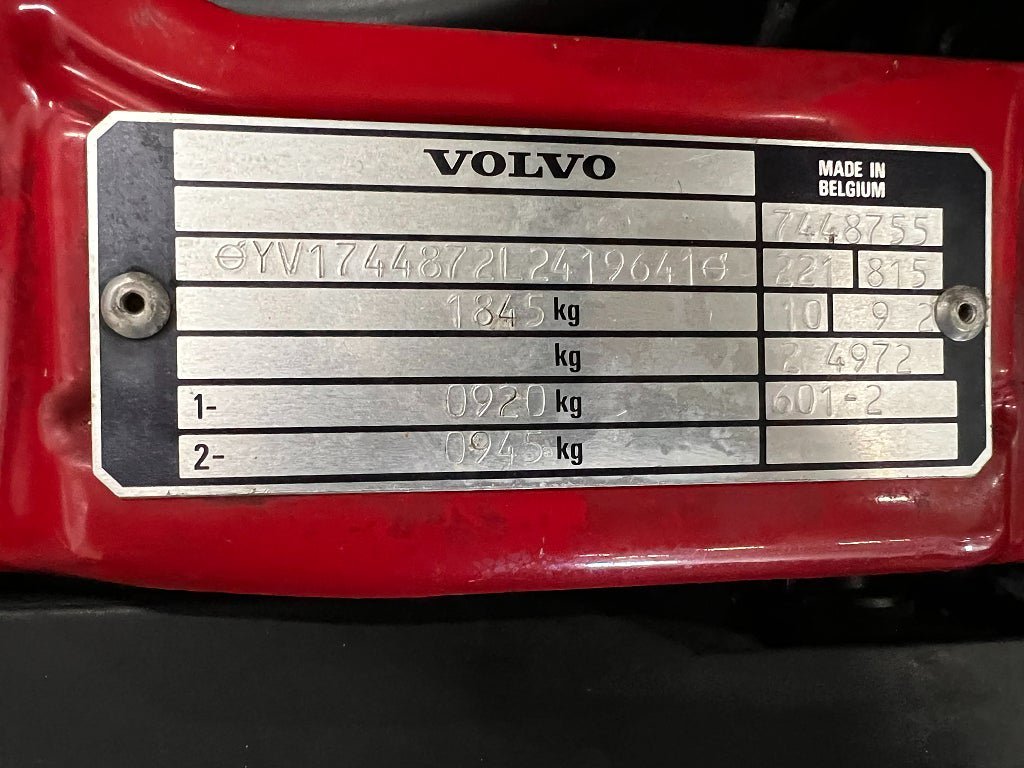 VOLVO
MADE IN
BELGIUM
7448755
YV1744872L2419641
221 815
1845 kg
10 9 2
kg
2 4972
1- 0920 kg
601-2
2- 0945 kg